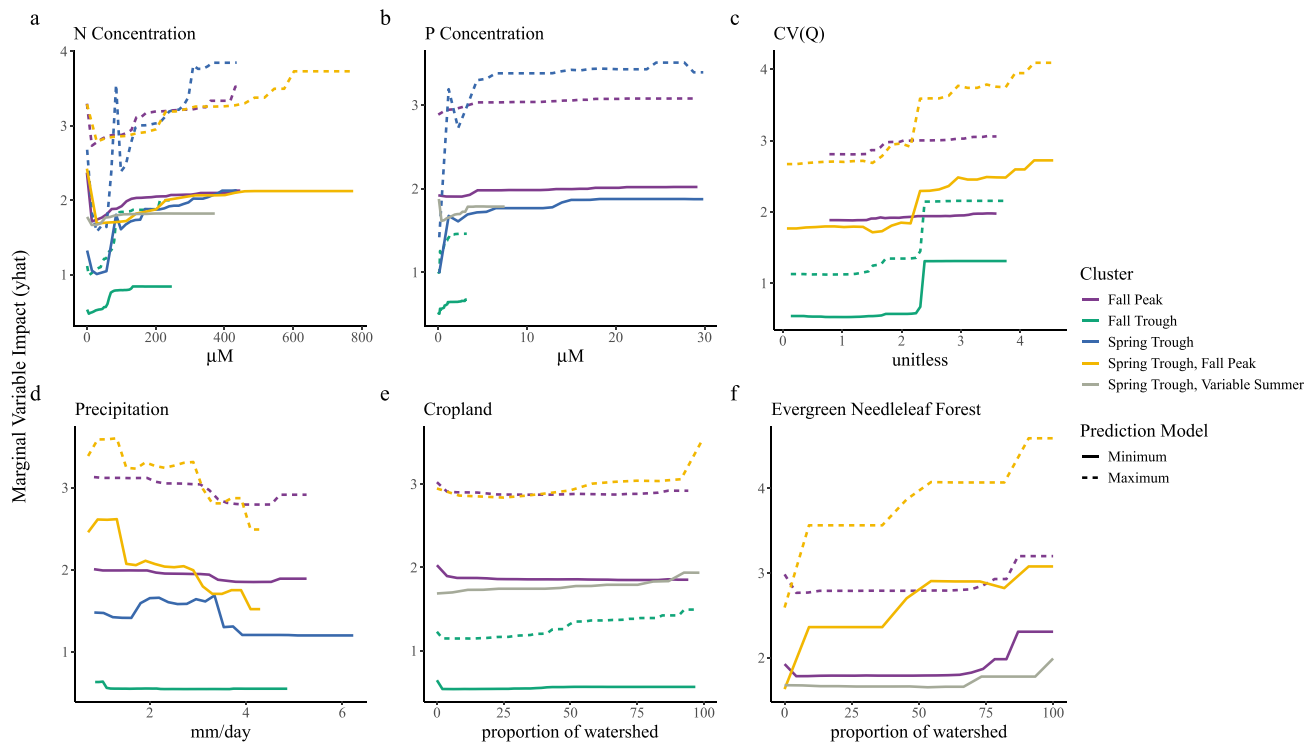 a
N Concentration
4
3
2
1
0
200
400
600
800
µM
b
P Concentration
3
2
1
0
10
20
30
µM
c
CV(Q)
4
3
2
1
0
1
2
3
4
unitless
Marginal Variable Impact (yhat)
d
Precipitation
3
2
1
2
4
6
mm/day
e
Cropland
3
2
1
0
25
50
75
100
proportion of watershed
f
Evergreen Needleleaf Forest
4
3
2
0
25
50
75
100
proportion of watershed
Cluster
Fall Peak
Fall Trough
Spring Trough
Spring Trough, Fall Peak
Spring Trough, Variable Summer
Prediction Model
Minimum
Maximum